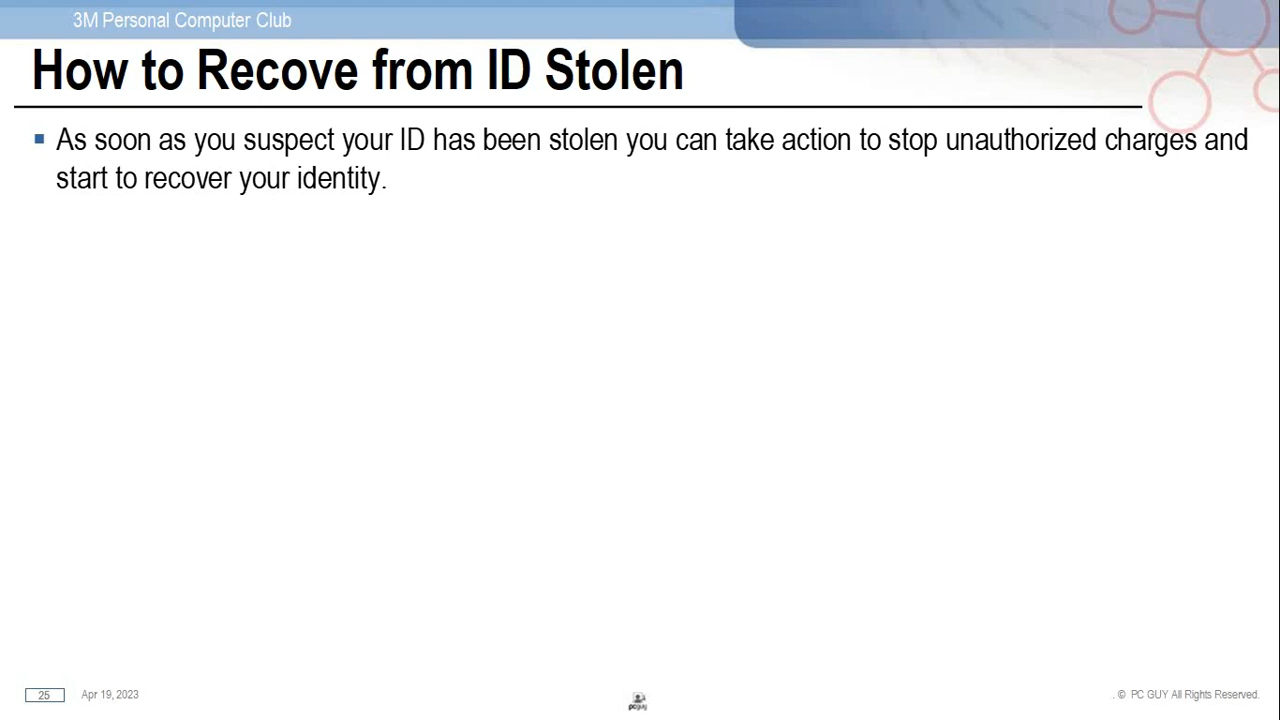 3M Personal Computer Club
How to Recove from ID Stolen
As soon as you suspect your ID has been stolen you can take action to stop unauthorized charges and
start to recover your identity.
25
Apr 19, 2023
pcguy
. © PC GUY All Rights Reserved.